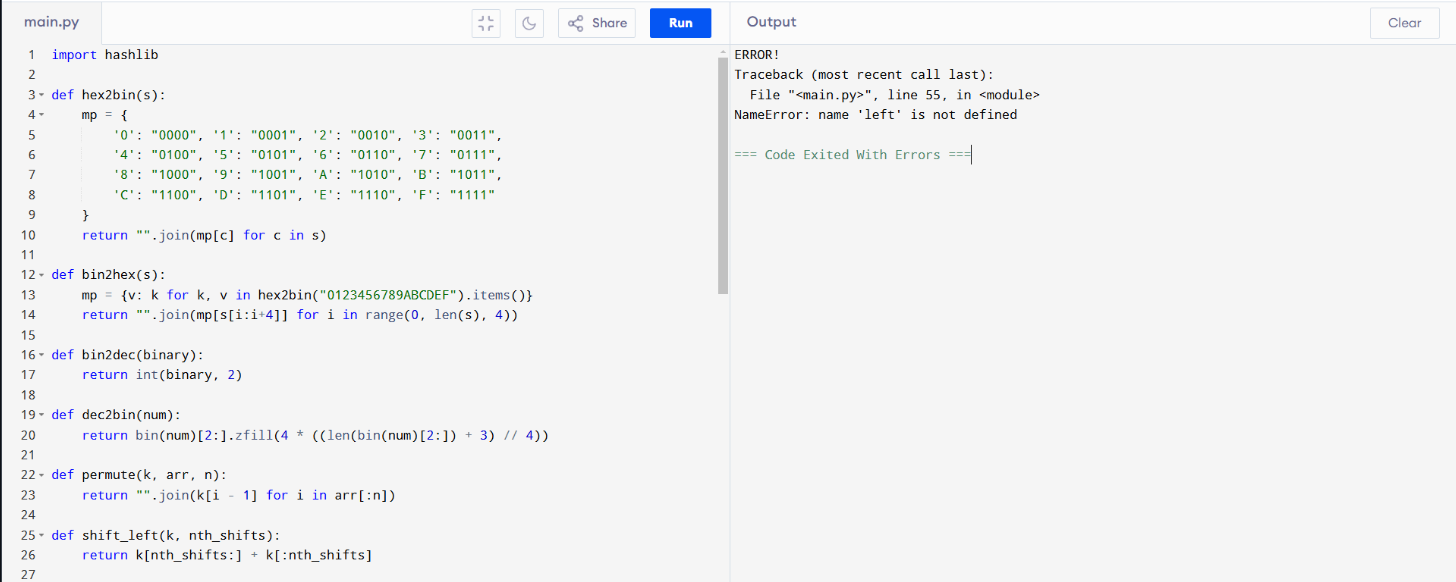 main.py Share Run Output Clear
1 import hashlib
2
3 def hex2bin(s):
4     mp = {
5         '0': "0000", '1': "0001", '2': "0010", '3': "0011",
6         '4': "0100", '5': "0101", '6': "0110", '7': "0111",
7         '8': "1000", '9': "1001", 'A': "1010", 'B': "1011",
8         'C': "1100", 'D': "1101", 'E': "1110", 'F': "1111"
9     }
10     return "".join(mp[c] for c in s)
11
12 def bin2hex(s):
13     mp = {v: k for k, v in hex2bin("0123456789ABCDEF").items()}
14     return "".join(mp[s[i:i+4]] for i in range(0, len(s), 4))
15
16 def bin2dec(binary):
17     return int(binary, 2)
18
19 def dec2bin(num):
20     return bin(num)[2:].zfill(4 * ((len(bin(num)[2:]) + 3) // 4))
21
22 def permute(k, arr, n):
23     return "".join(k[i - 1] for i in arr[:n])
24
25 def shift_left(k, nth_shifts):
26     return k[nth_shifts:] + k[:nth_shifts]
27
ERROR!
Traceback (most recent call last):
  File "<main.py>", line 55, in <module>
NameError: name 'left' is not defined
=== Code Exited With Errors ===